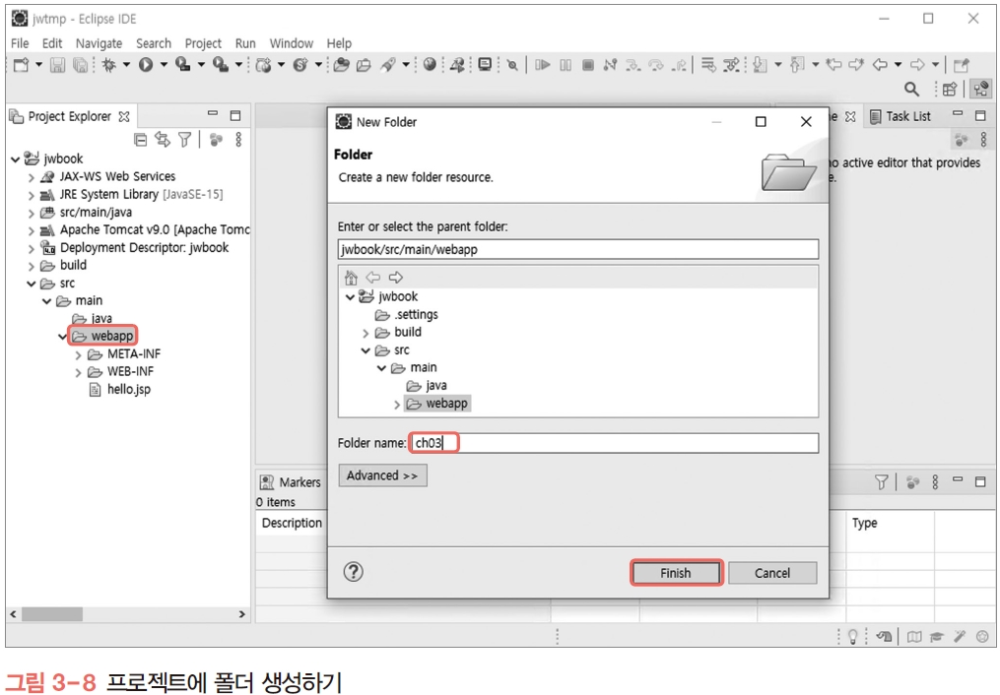 jwtmp - Eclipse IDE
File Edit Navigate Search Project Run Window Help
Project Explorer
jwbook
JAX-WS Web Services
JRE System Library [JavaSE-15]
src/main/java
Apache Tomcat v9.0 [Apache Tomc
Deployment Descriptor: jwbook
build
src
main
java
webapp
META-INF
WEB-INF
hello.jsp
New Folder
Folder
Create a new folder resource.
Enter or select the parent folder:
jwbook/src/main/webapp
jwbook
.settings
build
src
main
java
webapp
Folder name: ch03
Advanced >>
Finish Cancel
Task List
no active editor that provides
e.
Markers
0 items
Description Type
그림 3-8 프로젝트에 폴더 생성하기